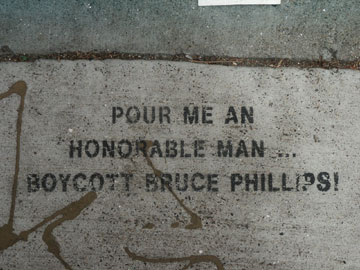 POUR ME AN
HONORABLE MAN ...
BOYCOTT BRUCE PHILLIPS!